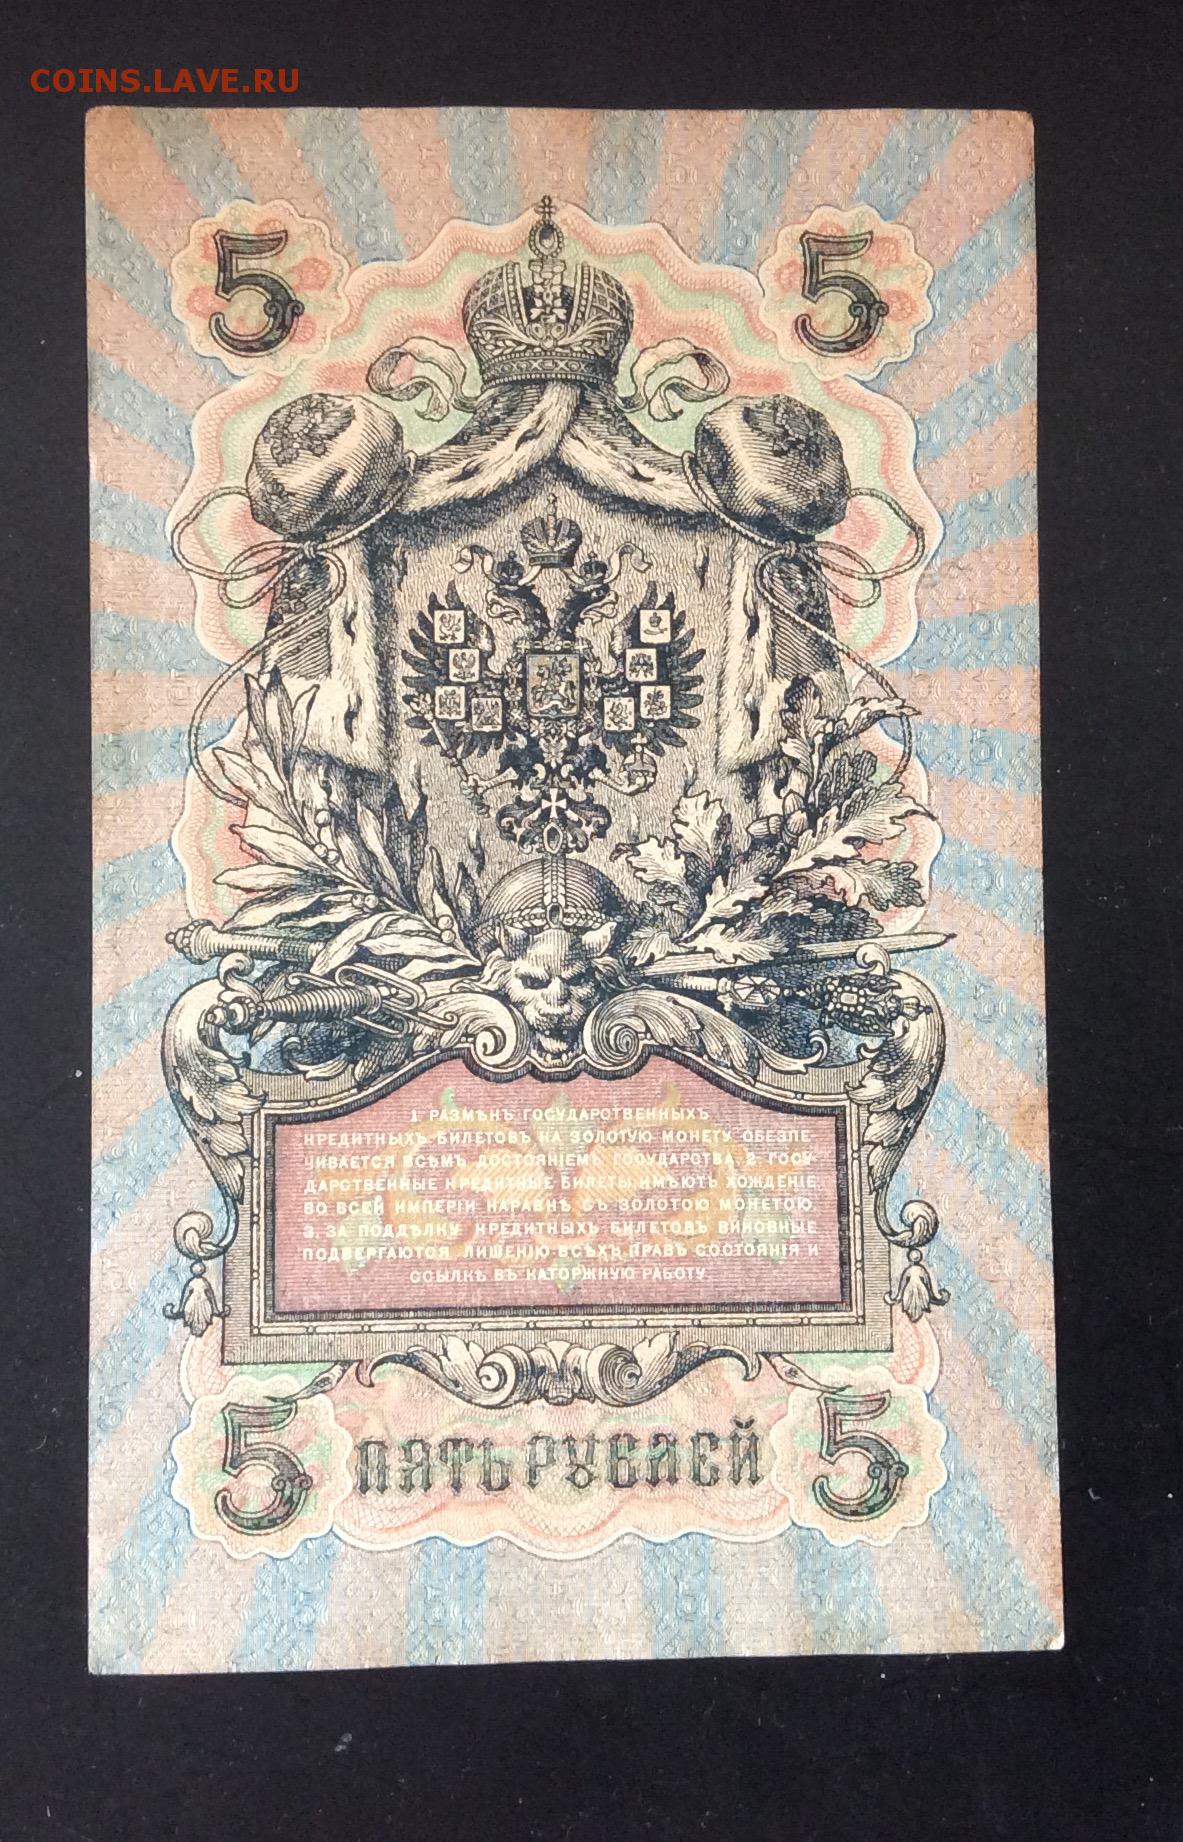 COINS.LAVE.RU
5 5
1. РАЗМѢНЪ ГОСУДАРСТВЕННЫХЪ
КРЕДИТНЫХЪ БИЛЕТОВЪ НА ЗОЛОТУЮ МОНЕТУ ОБЕЗПЕ-
ЧИВАЕТСЯ ВСѢМЪ ДОСТОЯНІЕМЪ ГОСУДАРСТВА. 2. ГОСУ-
ДАРСТВЕННЫЕ КРЕДИТНЫЕ БИЛЕТЫ ИМѢЮТЪ ХОЖДЕНІЕ
ВО ВСЕЙ ИМПЕРІИ НАРАВНѢ СЪ ЗОЛОТОЮ МОНЕТОЮ.
3. ЗА ПОДДѢЛКУ КРЕДИТНЫХЪ БИЛЕТОВЪ ВИНОВНЫЕ
ПОДВЕРГАЮТСЯ ЛИШЕНІЮ ВСѢХЪ ПРАВЪ СОСТОЯНІЯ И
ССЫЛКѢ ВЪ КАТОРЖНУЮ РАБОТУ.
5 ПЯТЬ РУБЛЕЙ 5